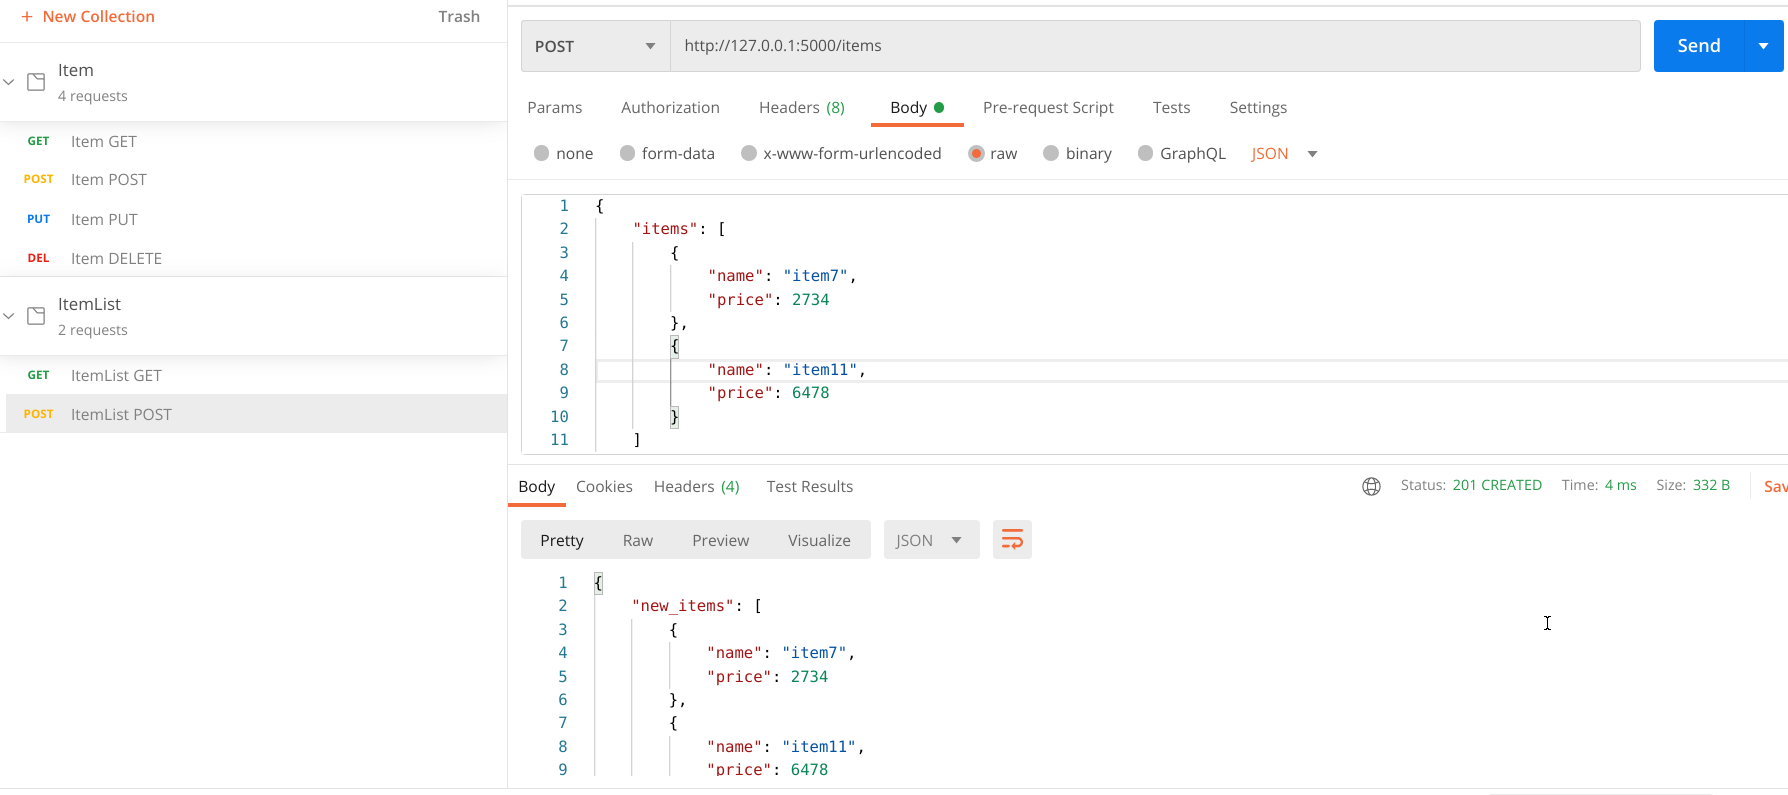 + New Collection Trash
Item
4 requests
GET Item GET
POST Item POST
PUT Item PUT
DEL Item DELETE
ItemList
2 requests
GET ItemList GET
POST ItemList POST
POST http://127.0.0.1:5000/items Send
Params Authorization Headers (8) Body Pre-request Script Tests Settings
none form-data x-www-form-urlencoded raw binary GraphQL JSON
1 {
2 "items": [
3 {
4 "name": "item7",
5 "price": 2734
6 },
7 {
8 "name": "item11",
9 "price": 6478
10 }
11 ]
Body Cookies Headers (4) Test Results Status: 201 CREATED Time: 4 ms Size: 332 B Sav
Pretty Raw Preview Visualize JSON
1 {
2 "new_items": [
3 {
4 "name": "item7",
5 "price": 2734
6 },
7 {
8 "name": "item11",
9 "price": 6478